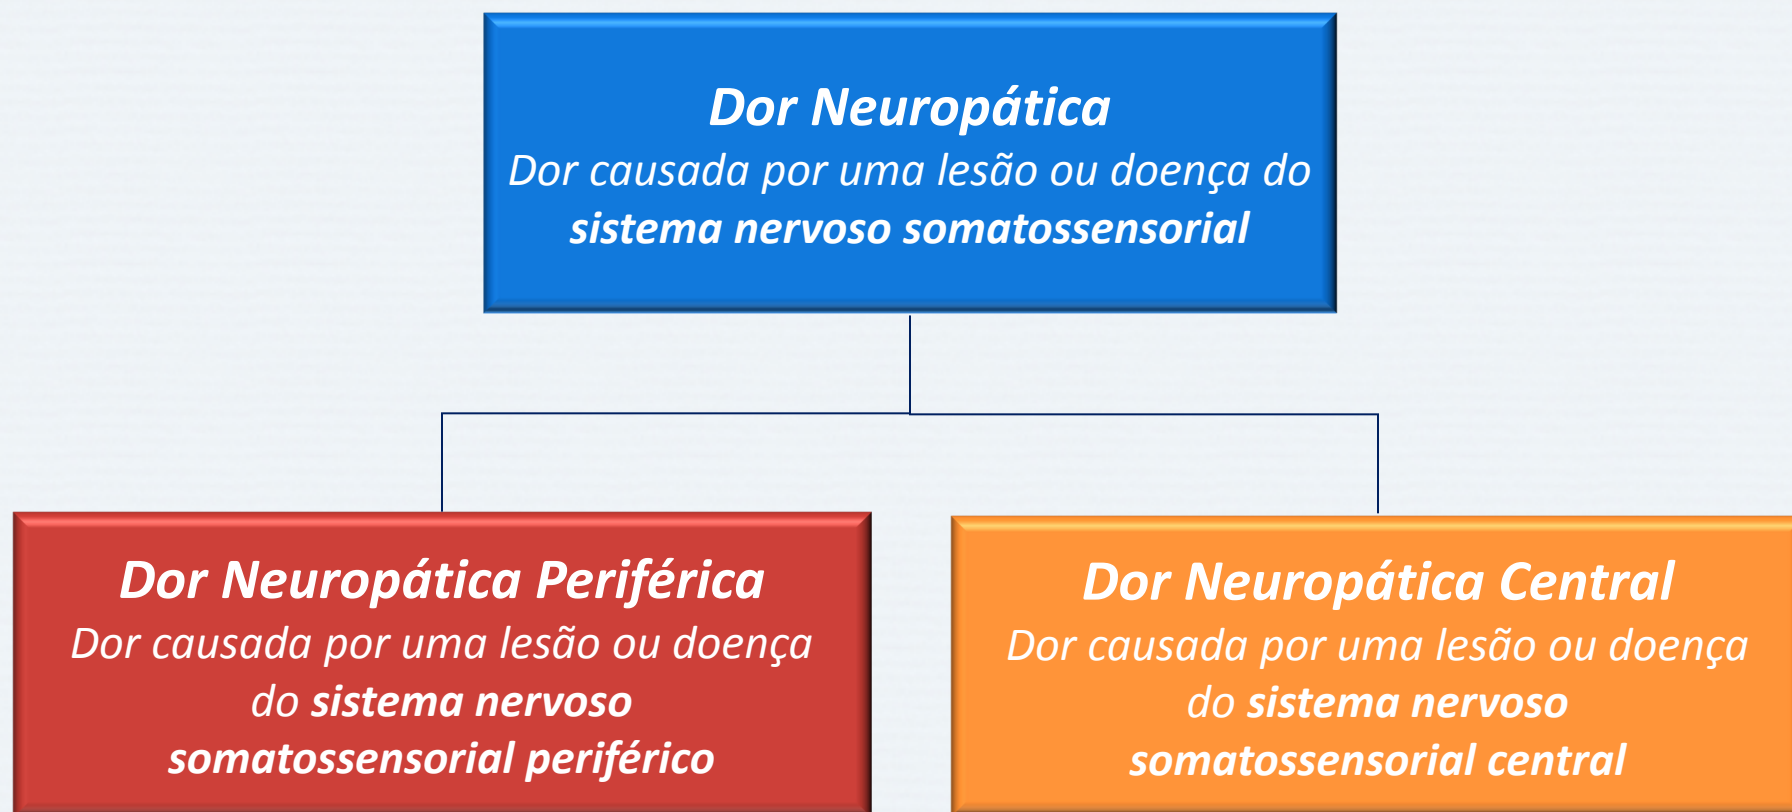 Dor Neuropática
Dor causada por uma lesão ou doença do
sistema nervoso somatossensorial
Dor Neuropática Periférica
Dor causada por uma lesão ou doença
do sistema nervoso
somatossensorial periférico
Dor Neuropática Central
Dor causada por uma lesão ou doença
do sistema nervoso
somatossensorial central